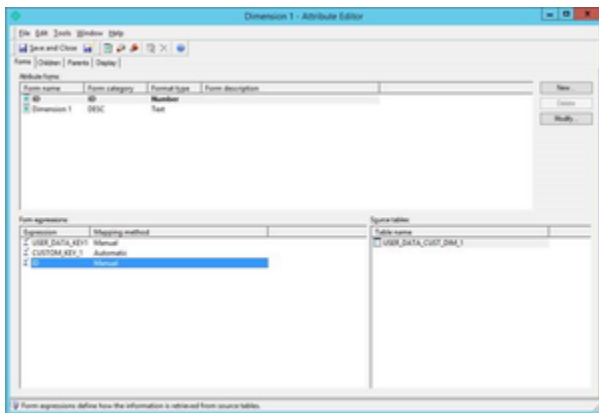 Dimension 1 - Attribute Editor
File Edit Tools Window Help
Save and Close
Forms Children Parents Display
Attribute forms:
Form name Form category Format type Form description
ID ID Number
Dimension 1 DESC Text
New...
Delete
Modify...
Form expressions: Source tables:
Expression Mapping method Table name
USER_DATA_KEY1 Manual USER_DATA_CUST_DIM_1
CUSTOM_KEY_1 Automatic
ID Manual
Form expressions define how the information is retrieved from source tables.